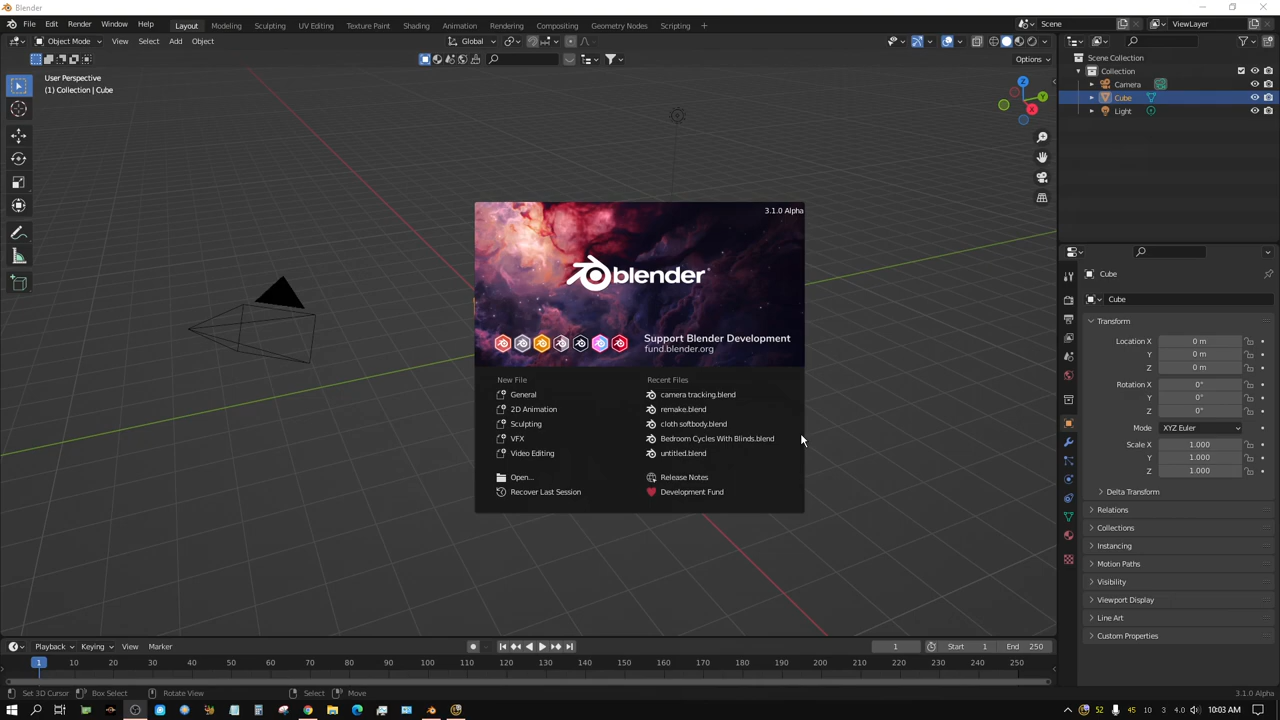 Blender
File Edit Render Window Help Layout Modeling Sculpting UV Editing Texture Paint Shading Animation Rendering Compositing Geometry Nodes Scripting + Scene ViewLayer
Object Mode View Select Add Object Global
Options
User Perspective
(1) Collection | Cube
Scene Collection
Collection
Camera
Cube
Light
Z
Y
X
3.1.0 Alpha
blender
Support Blender Development
fund.blender.org
New File
General
2D Animation
Sculpting
VFX
Video Editing
Open...
Recover Last Session
Recent Files
camera tracking.blend
remake.blend
cloth softbody.blend
Bedroom Cycles With Blinds.blend
untitled.blend
Release Notes
Development Fund
Cube
Cube
Transform
Location X 0 m
Y 0 m
Z 0 m
Rotation X 0°
Y 0°
Z 0°
Mode XYZ Euler
Scale X 1.000
Y 1.000
Z 1.000
Delta Transform
Relations
Collections
Instancing
Motion Paths
Visibility
Viewport Display
Line Art
Custom Properties
Playback Keying View Marker 1 Start 1 End 250
1 10 20 30 40 50 60 70 80 90 100 110 120 130 140 150 160 170 180 190 200 210 220 230 240 250
Set 3D Cursor Box Select Rotate View Select Move 3.1.0 Alpha
52 45 10 3 4.0 10:03 AM